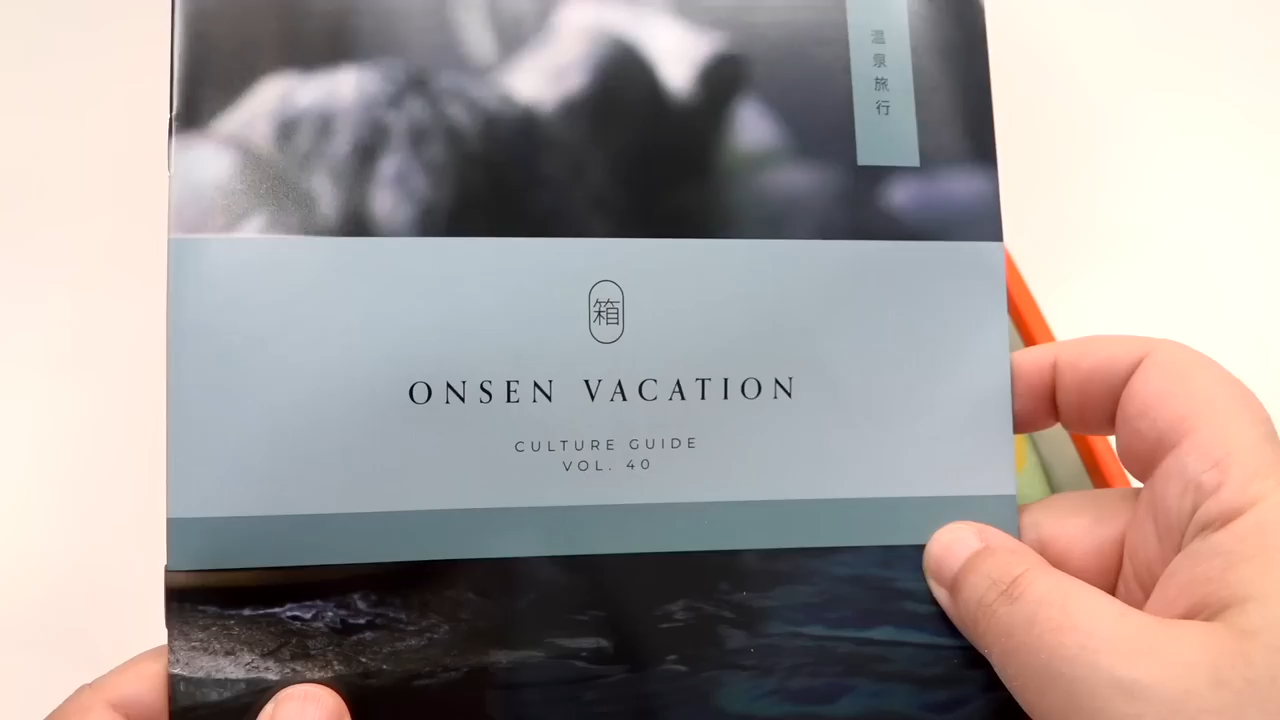 温泉旅行
箱
ONSEN VACATION
CULTURE GUIDE
VOL. 40